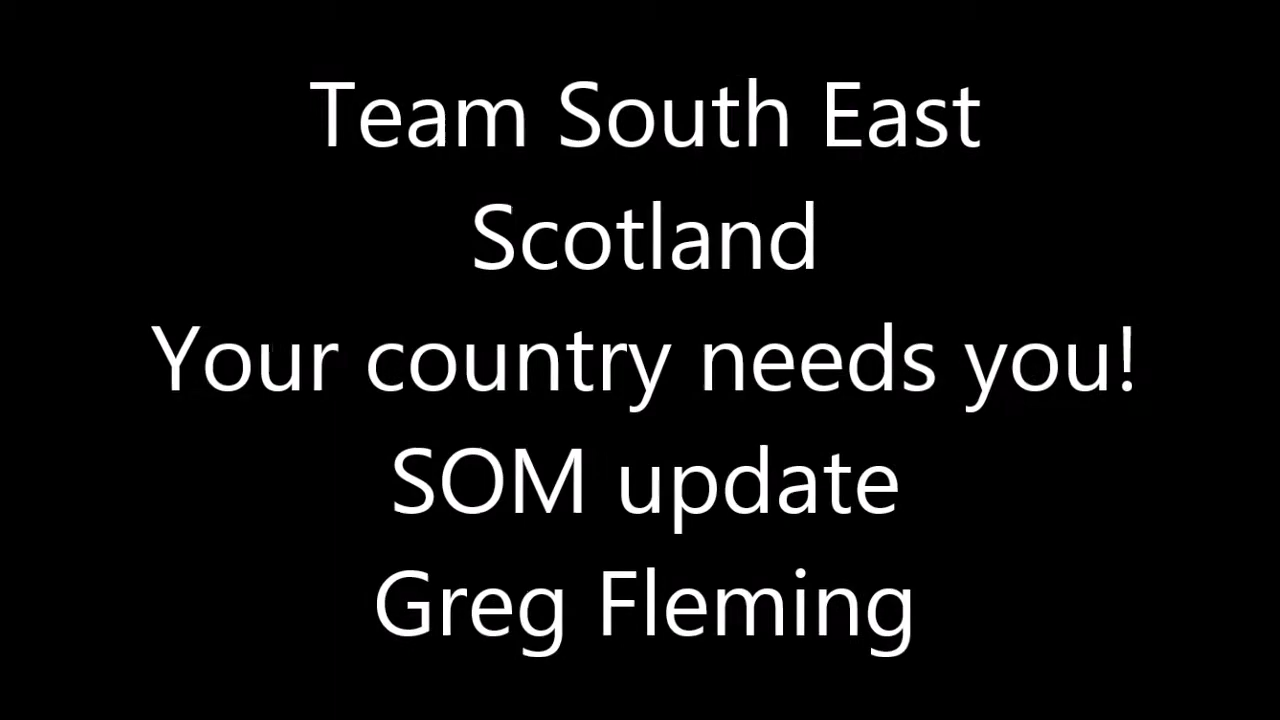 Team South East
Scotland
Your country needs you!
SOM update
Greg Fleming